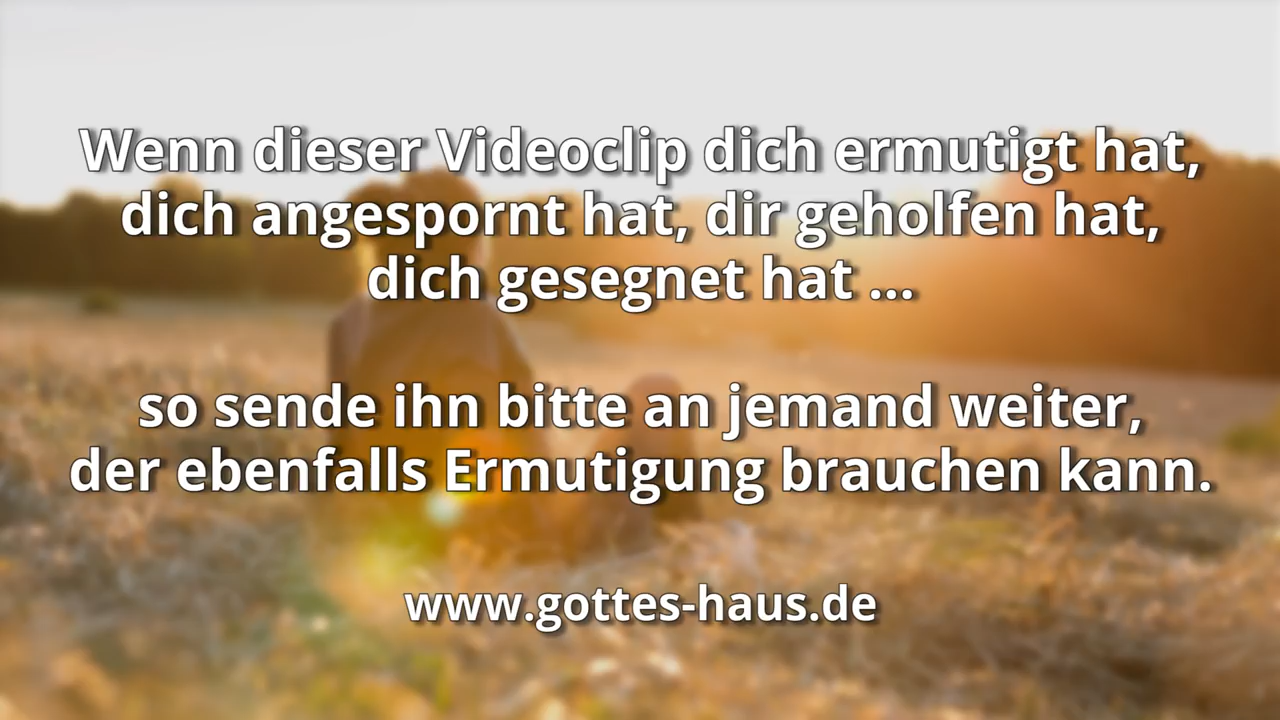 Wenn dieser Videoclip dich ermutigt hat,
dich angespornt hat, dir geholfen hat,
dich gesegnet hat ...
so sende ihn bitte an jemand weiter,
der ebenfalls Ermutigung brauchen kann.
www.gottes-haus.de